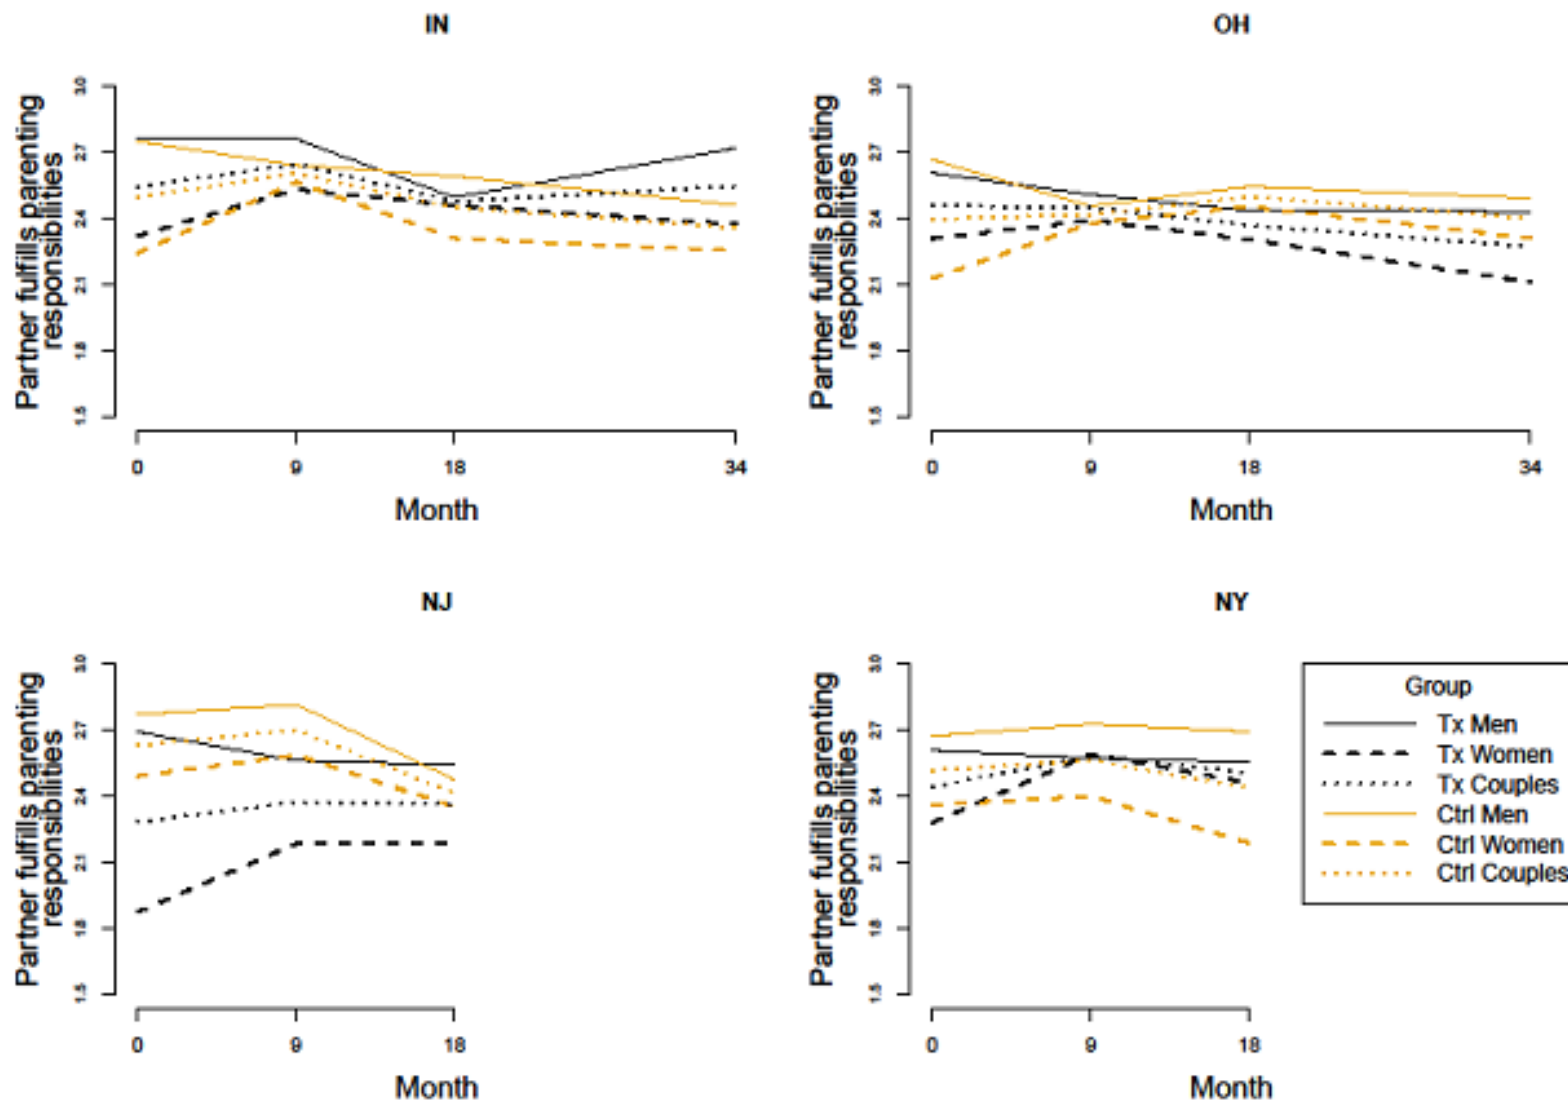 IN
Partner fulfills parenting
responsibilities
3.0
2.7
2.4
2.1
1.8
1.5
0 9 18 34
Month
OH
Partner fulfills parenting
responsibilities
3.0
2.7
2.4
2.1
1.8
1.5
0 9 18 34
Month
NJ
Partner fulfills parenting
responsibilities
3.0
2.7
2.4
2.1
1.8
1.5
0 9 18
Month
NY
Partner fulfills parenting
responsibilities
3.0
2.7
2.4
2.1
1.8
1.5
0 9 18
Month
Group
Tx Men
Tx Women
Tx Couples
Ctrl Men
Ctrl Women
Ctrl Couples